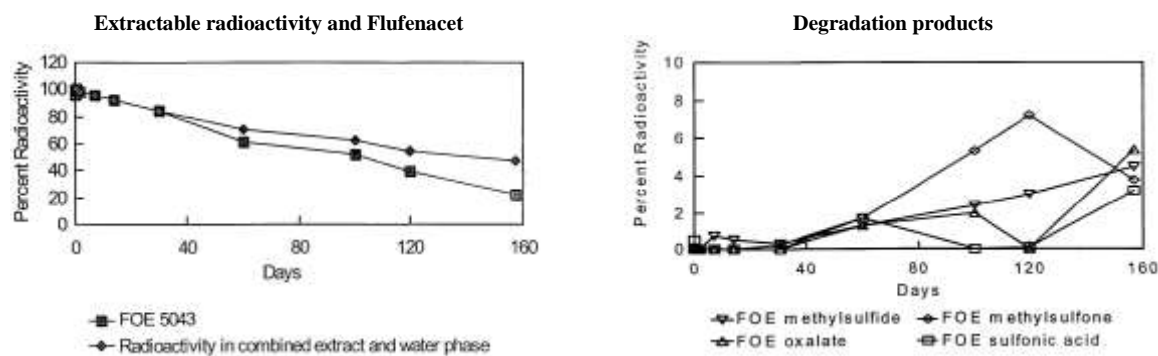 Extractable radioactivity and Flufenacet
Percent Radioactivity
120
100
80
60
40
20
0
0 40 80 120 160
Days
FOE 5043
Radioactivity in combined extract and water phase
Degradation products
Percent Radioactivity
10
8
6
4
2
0
0 40 80 120 160
Days
FOE methylsulfide FOE methylsulfone
FOE oxalate FOE sulfonic acid